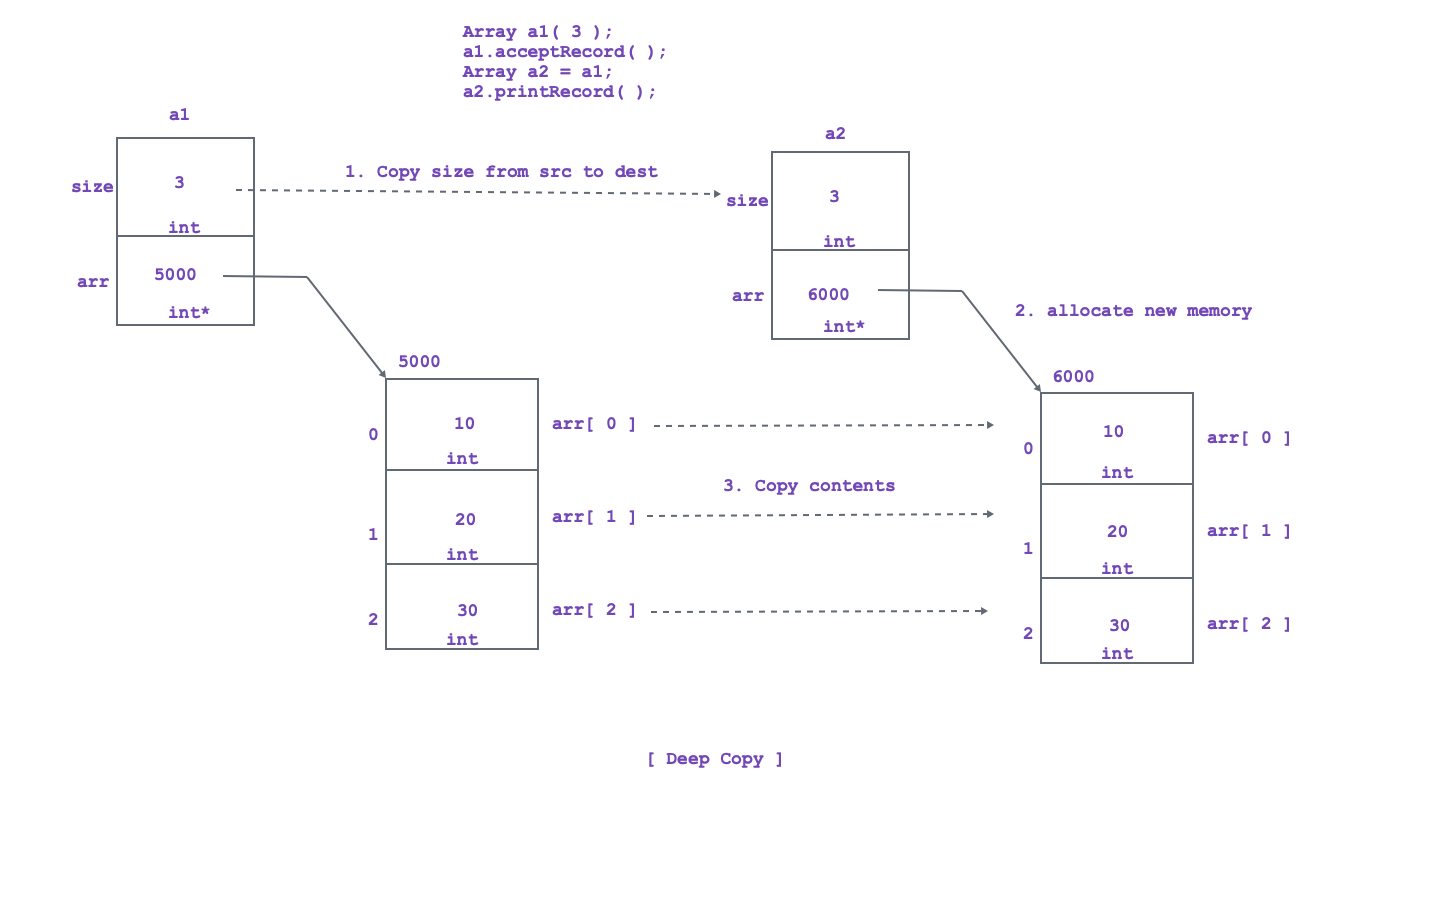 Array a1( 3 );
a1.acceptRecord( );
Array a2 = a1;
a2.printRecord( );
a1
a2
1. Copy size from src to dest
size
3
int
size
3
int
arr
5000
int*
arr
6000
int*
2. allocate new memory
5000
6000
0
10
int
arr[ 0 ]
0
10
int
arr[ 0 ]
3. Copy contents
1
20
int
arr[ 1 ]
1
20
int
arr[ 1 ]
2
30
int
arr[ 2 ]
2
30
int
arr[ 2 ]
[ Deep Copy ]